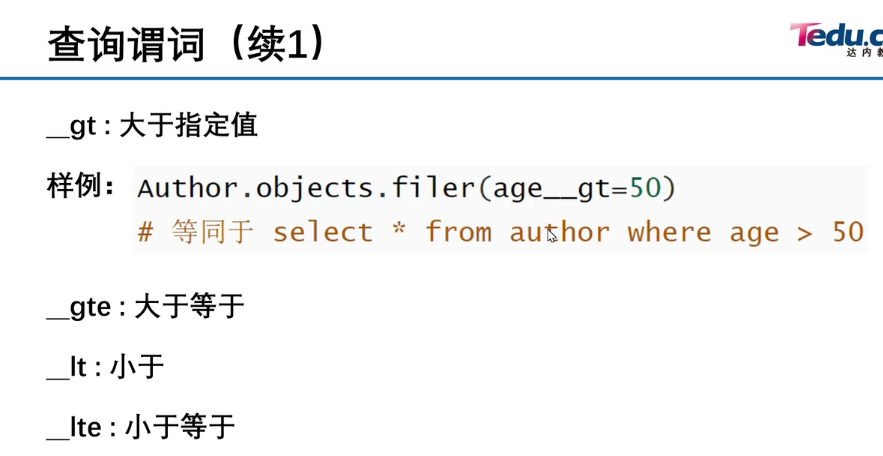 查询谓词（续1）
Tedu.c
达内教
__gt : 大于指定值
样例： Author.objects.filer(age__gt=50)
# 等同于 select * from author where age > 50
__gte : 大于等于
__lt : 小于
__lte : 小于等于